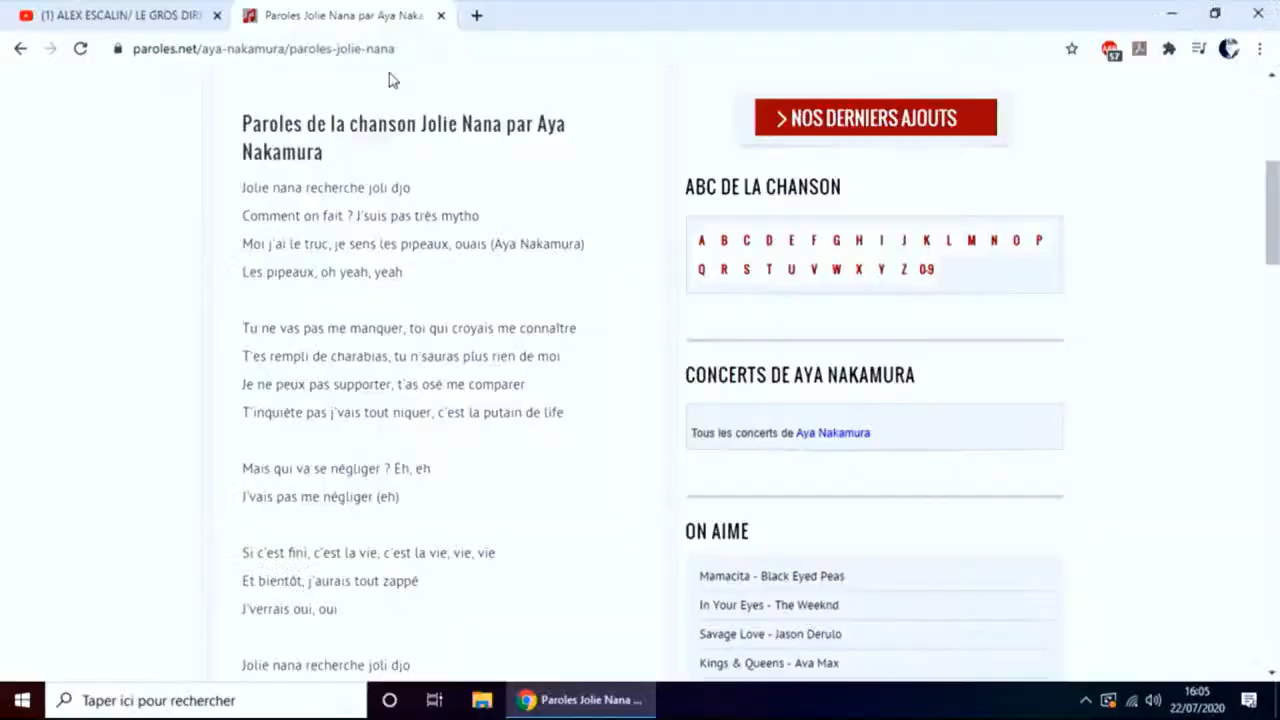 (1) ALEX ESCALIN/ LE GROS DIR
Paroles Jolie Nana par Aya Naka
paroles.net/aya-nakamura/paroles-jolie-nana
57
Paroles de la chanson Jolie Nana par Aya
Nakamura
Jolie nana recherche joli djo
Comment on fait ? J'suis pas très mytho
Moi j'ai le truc, je sens les pipeaux, ouais (Aya Nakamura)
Les pipeaux, oh yeah, yeah
Tu ne vas pas me manquer, toi qui croyais me connaître
T'es rempli de charabias, tu n'sauras plus rien de moi
Je ne peux pas supporter, t'as osé me comparer
T'inquiète pas j'vais tout niquer, c'est la putain de life
Mais qui va se négliger ? Eh, eh
J'vais pas me négliger (eh)
Si c'est fini, c'est la vie, c'est la vie, vie, vie
Et bientôt, j'aurais tout zappé
J'verrais oui, oui
Jolie nana recherche joli djo
> NOS DERNIERS AJOUTS
ABC DE LA CHANSON
A B C D E F G H I J K L M N O P
Q R S T U V W X Y Z 0-9
CONCERTS DE AYA NAKAMURA
Tous les concerts de Aya Nakamura
ON AIME
Mamacita - Black Eyed Peas
In Your Eyes - The Weeknd
Savage Love - Jason Derulo
Kings & Queens - Ava Max
Taper ici pour rechercher
Paroles Jolie Nana ...
16:05
22/07/2020